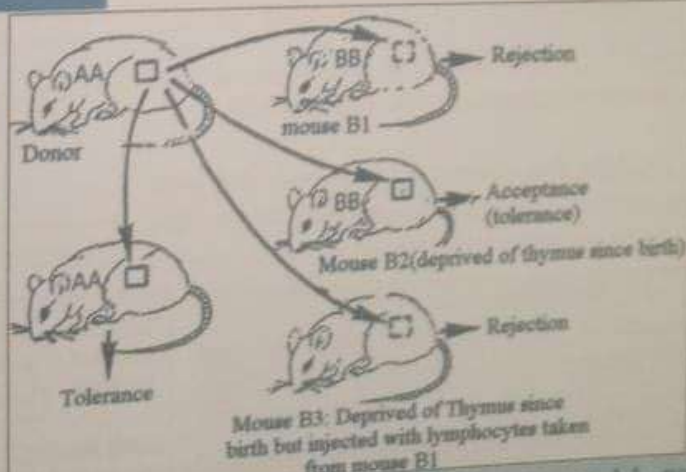 AA
BB
Rejection
mouse B1
Donor
BB
Acceptance
(tolerance)
Mouse B2(deprived of thymus since birth)
AA
Rejection
Tolerance
Mouse B3: Deprived of Thymus since
birth but injected with lymphocytes taken
from mouse B1